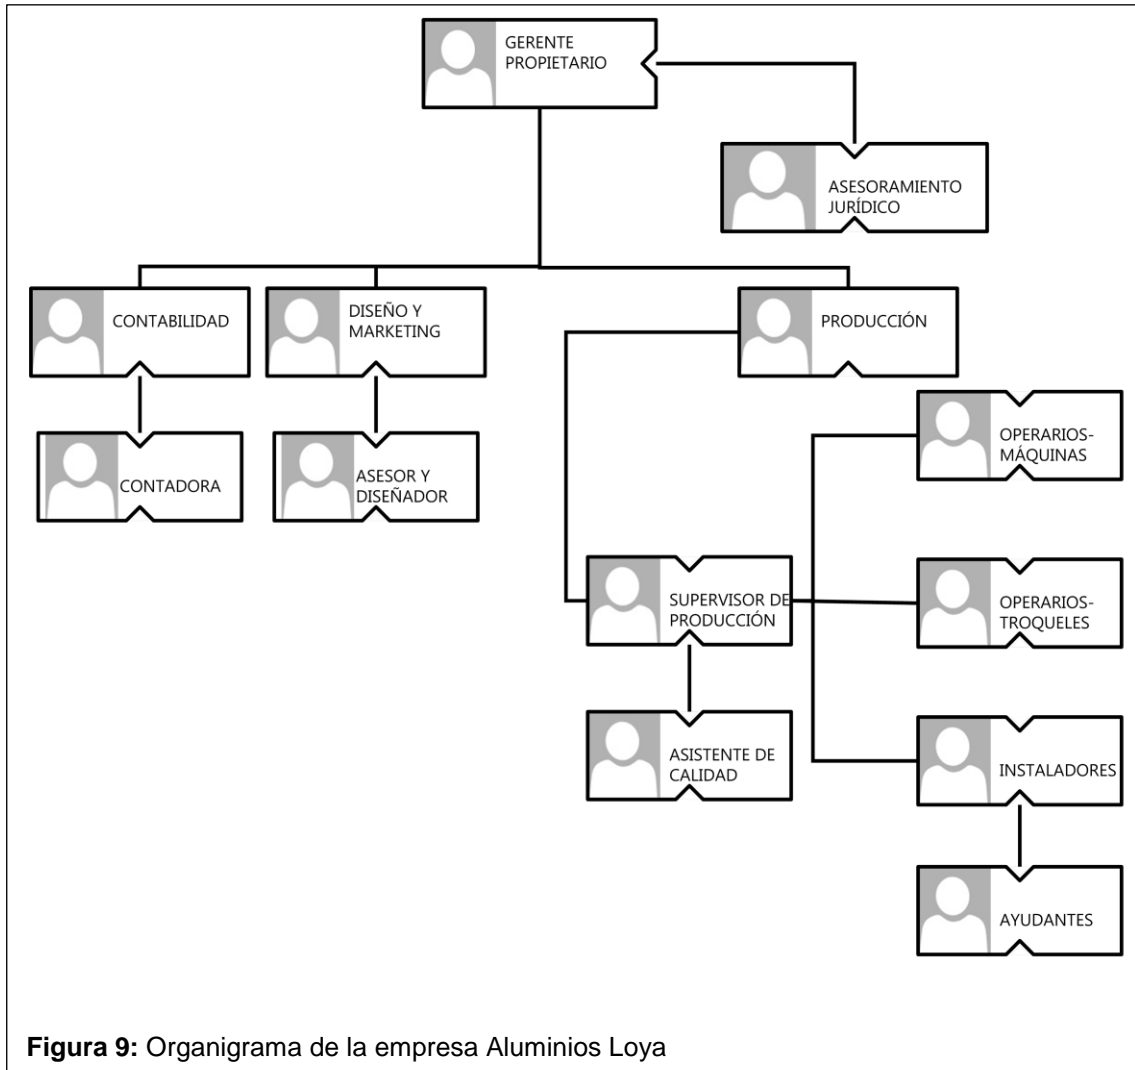 GERENTE
PROPIETARIO
ASESORAMIENTO
JURÍDICO
CONTABILIDAD
DISEÑO Y
MARKETING
PRODUCCIÓN
CONTADORA
ASESOR Y
DISEÑADOR
OPERARIOS-
MÁQUINAS
SUPERVISOR DE
PRODUCCIÓN
OPERARIOS-
TROQUELES
ASISTENTE DE
CALIDAD
INSTALADORES
AYUDANTES
Figura 9: Organigrama de la empresa Aluminios Loya